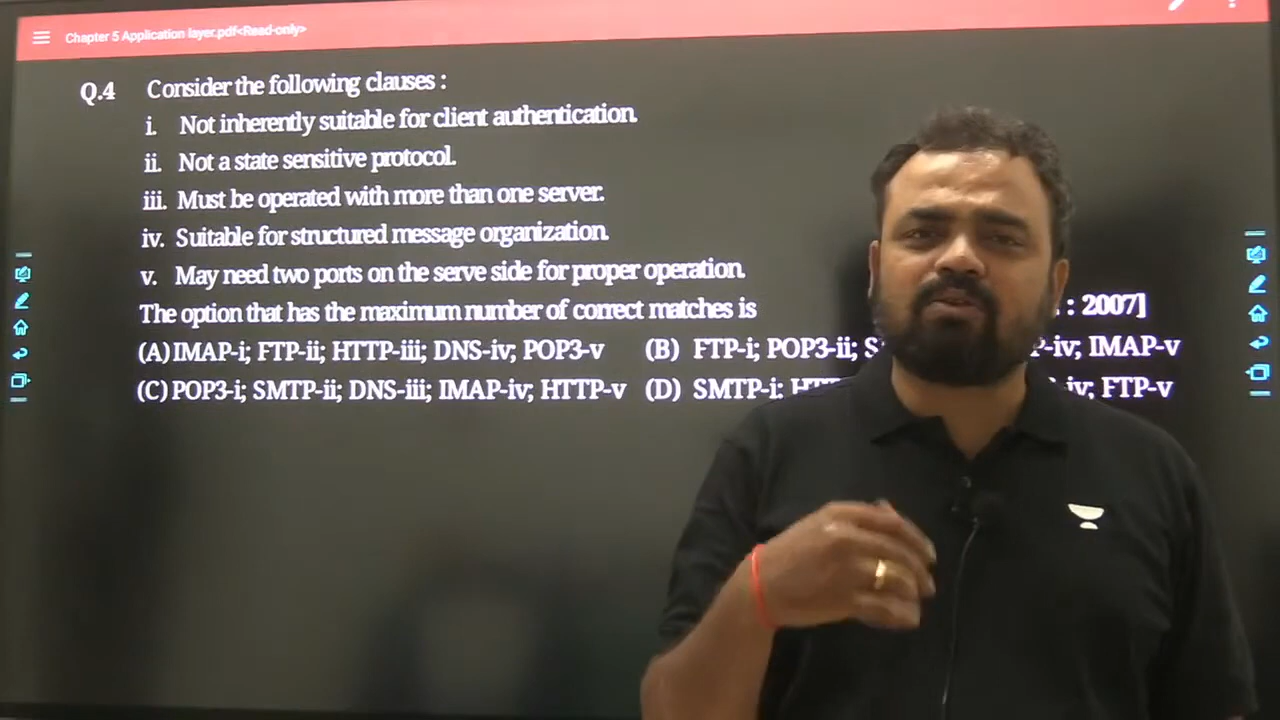 Chapter 5 Application layer.pdf<Read-only>
Q.4 Consider the following clauses :
i. Not inherently suitable for client authentication.
ii. Not a state sensitive protocol.
iii. Must be operated with more than one server.
iv. Suitable for structured message organization.
v. May need two ports on the serve side for proper operation.
The option that has the maximum number of correct matches is : 2007]
(A) IMAP-i; FTP-ii; HTTP-iii; DNS-iv; POP3-v (B) FTP-i; POP3-ii; -iv; IMAP-v
(C) POP3-i; SMTP-ii; DNS-iii; IMAP-iv; HTTP-v (D) SMTP-i; -iv; FTP-v